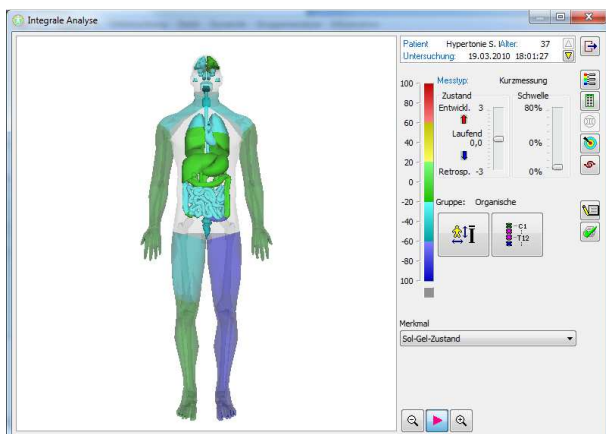 Integrale Analyse
Patient Hypertonie S. IAlter: 37
Untersuchung: 19.03.2010 18:01:27
Messtyp: Kurzmessung
Zustand Schwelle
Entwickl. 3 80%
Laufend
0,0 0%
Retrosp. -3 0%
100
80
60
40
20
0
-20
-40
-60
-80
100
Gruppe: Organische
I
C1
T12
Merkmal
Sol-Gel-Zustand